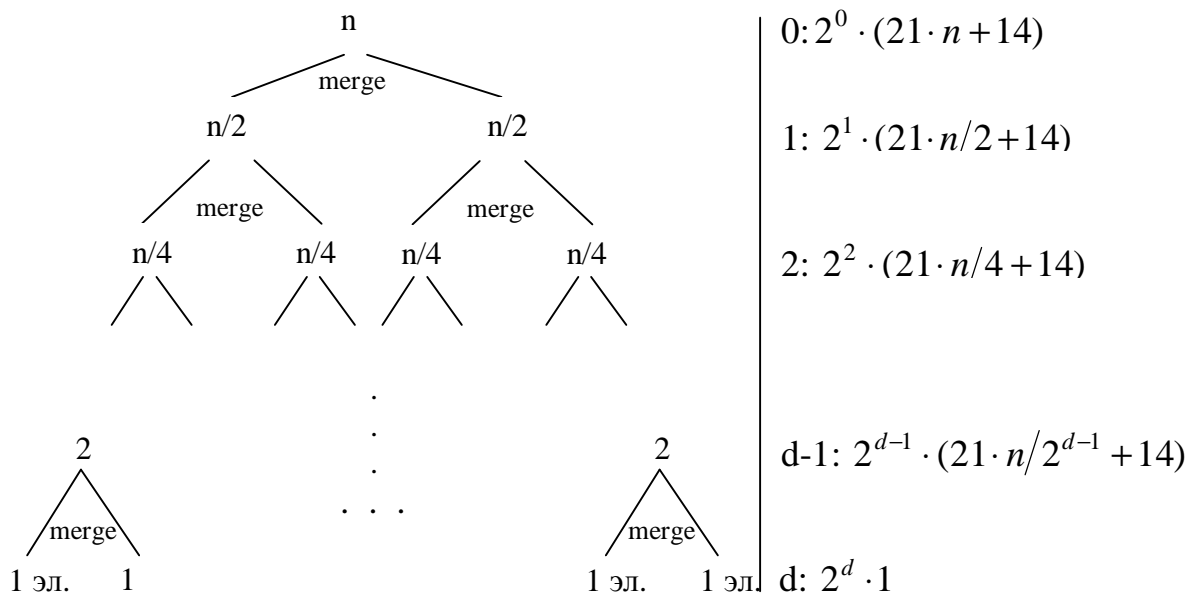 n
0: 2^0 · (21 · n + 14)
merge
n/2 n/2
1: 2^1 · (21 · n/2 + 14)
merge merge
n/4 n/4 n/4 n/4
2: 2^2 · (21 · n/4 + 14)
.
.
.
. . .
2 2
d-1: 2^{d-1} · (21 · n/2^{d-1} + 14)
merge merge
1 эл. 1 1 эл. 1 эл.
d: 2^d · 1